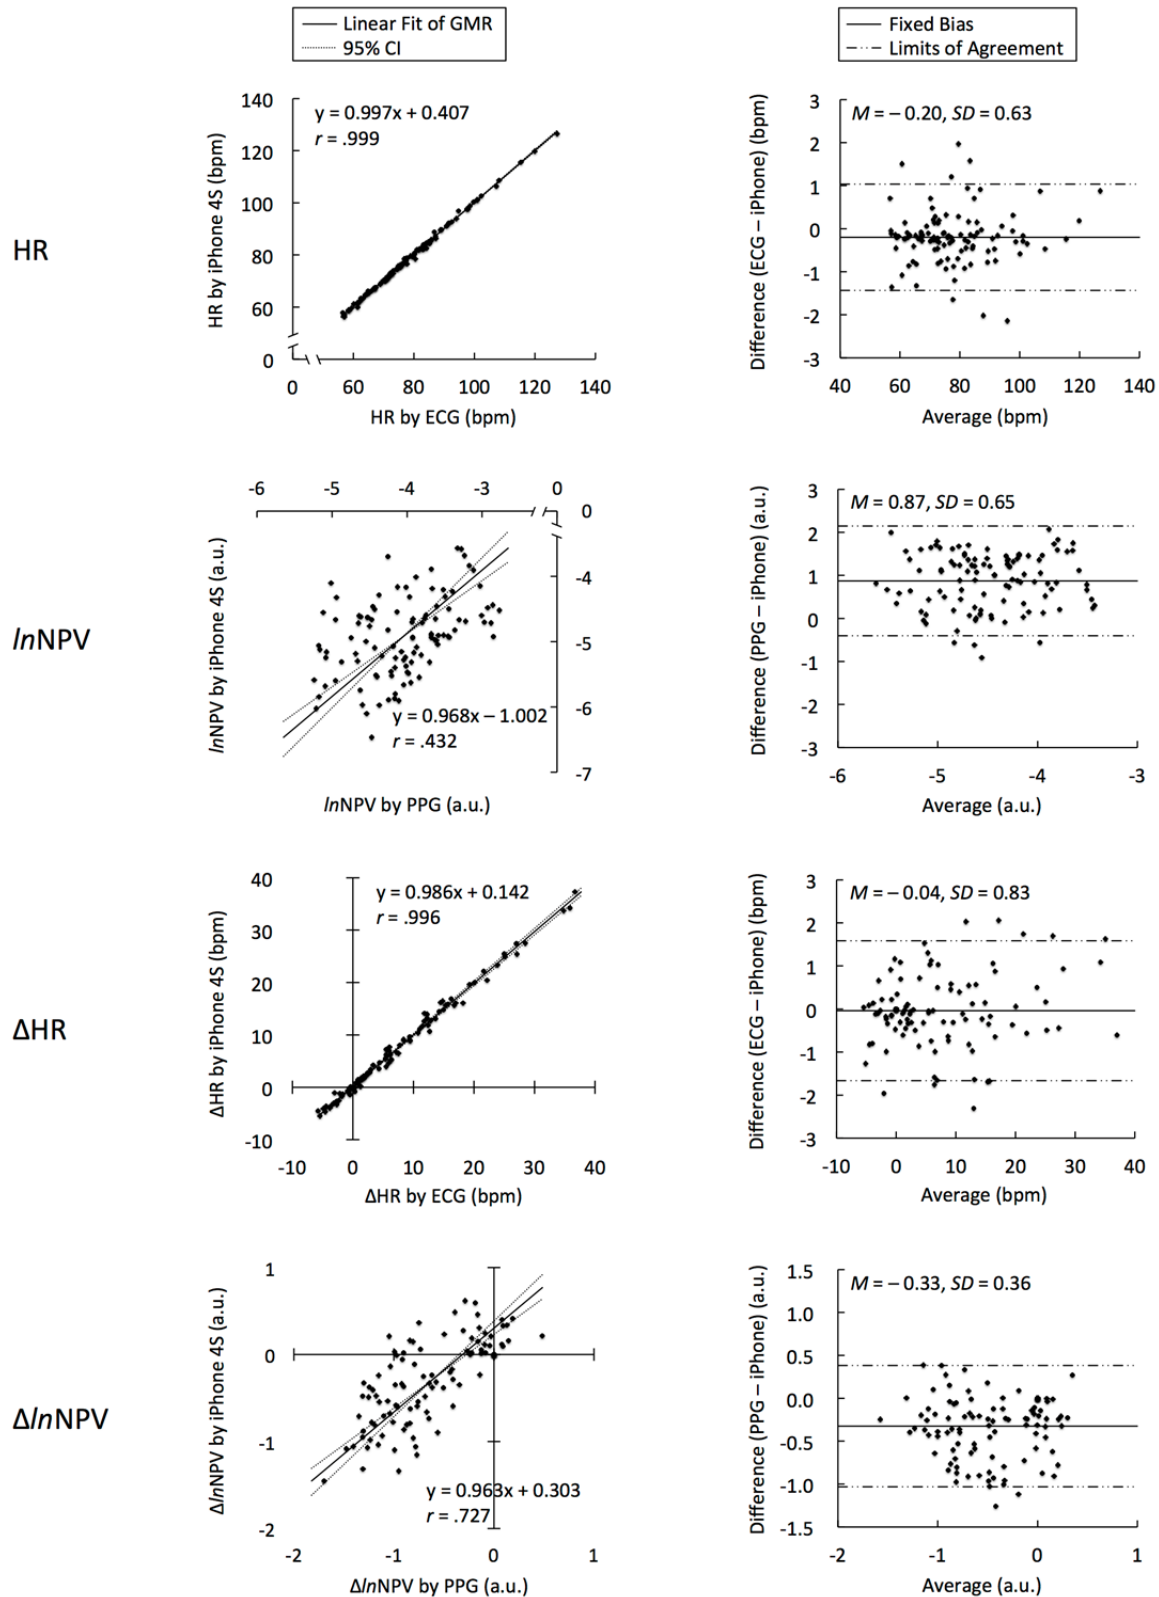 Linear Fit of GMR
95% CI
Fixed Bias
Limits of Agreement
HR
HR by iPhone 4S (bpm)
140
120
100
80
60
0
y = 0.997x + 0.407
r = .999
0 60 80 100 120 140
HR by ECG (bpm)
Difference (ECG – iPhone) (bpm)
3
2
1
0
-1
-2
-3
M = – 0.20, SD = 0.63
40 60 80 100 120 140
Average (bpm)
lnNPV
lnNPV by iPhone 4S (a.u.)
-6 -5 -4 -3 0
0
-4
-5
-6
-7
y = 0.968x – 1.002
r = .432
lnNPV by PPG (a.u.)
Difference (PPG – iPhone) (a.u.)
3
2
1
0
-1
-2
-3
M = 0.87, SD = 0.65
-6 -5 -4 -3
Average (a.u.)
ΔHR
ΔHR by iPhone 4S (bpm)
40
30
20
10
0
-10
y = 0.986x + 0.142
r = .996
-10 0 10 20 30 40
ΔHR by ECG (bpm)
Difference (ECG – iPhone) (bpm)
3
2
1
0
-1
-2
-3
M = – 0.04, SD = 0.83
-10 0 10 20 30 40
Average (bpm)
ΔlnNPV
ΔlnNPV by iPhone 4S (a.u.)
1
0
-1
-2
y = 0.963x + 0.303
r = .727
-2 -1 0 1
ΔlnNPV by PPG (a.u.)
Difference (PPG – iPhone) (a.u.)
1.5
1.0
0.5
0.0
-0.5
-1.0
-1.5
M = – 0.33, SD = 0.36
-2 -1 0 1
Average (a.u.)